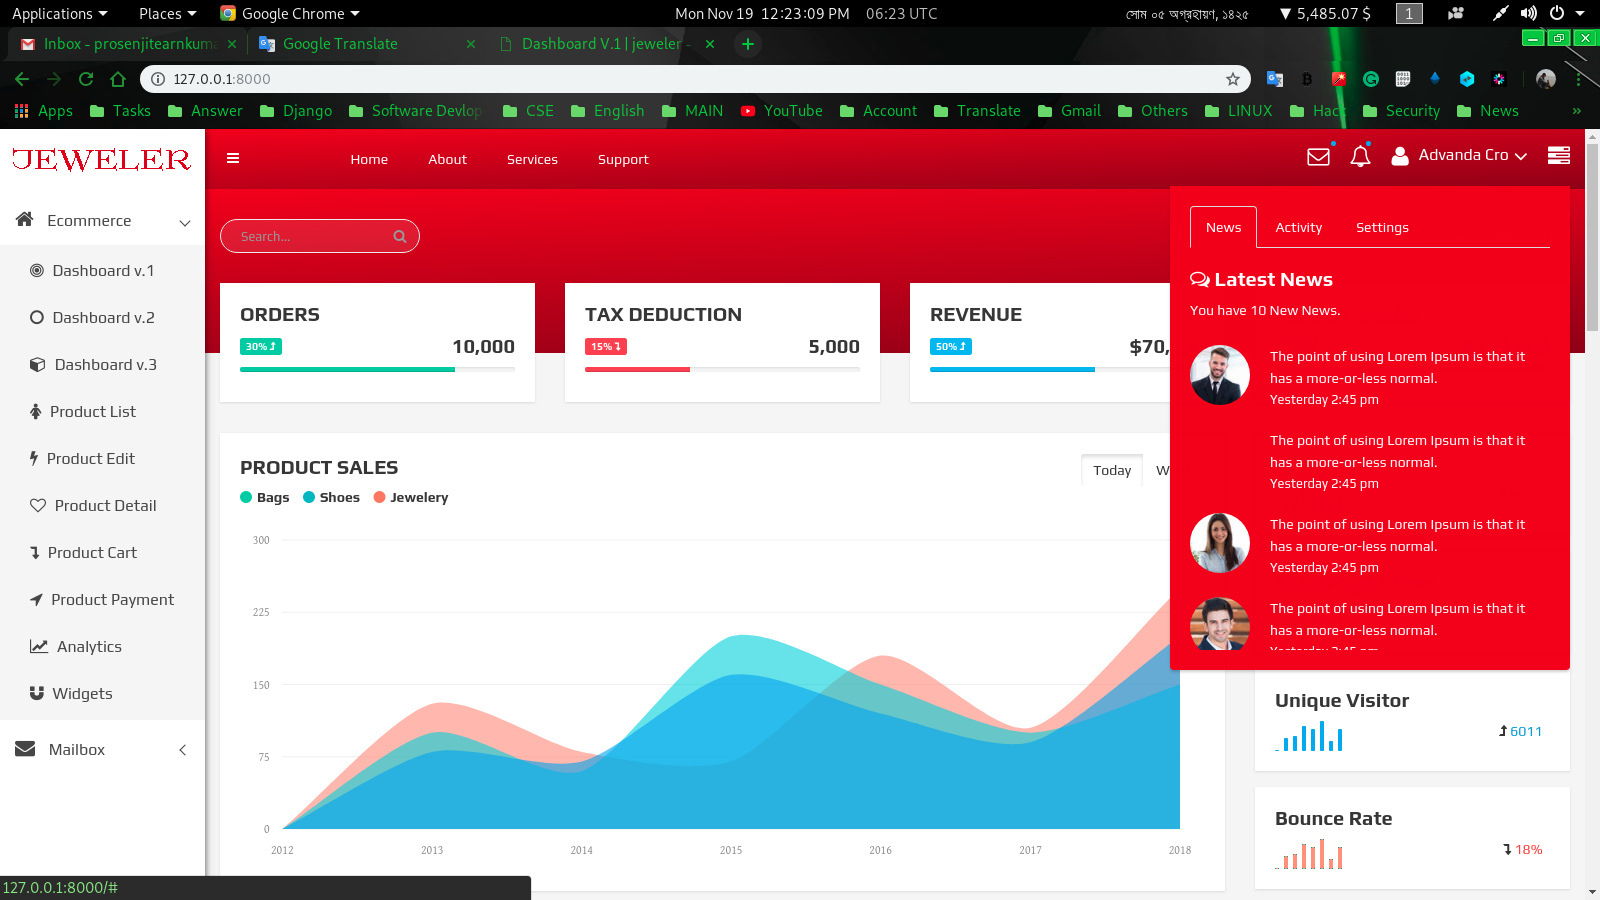 Applications Places Google Chrome Mon Nov 19 12:23:09 PM 06:23 UTC সোম ০৫ অগ্রহায়ণ, ১৪২৫ ▼ 5,485.07 $ 1
Inbox - prosenjitearnkuma Google Translate Dashboard V.1 | jeweler -
127.0.0.1:8000
Apps Tasks Answer Django Software Devlop CSE English MAIN YouTube Account Translate Gmail Others LINUX Hack Security News »
JEWELER
Home About Services Support Advanda Cro
Ecommerce
Dashboard v.1
Dashboard v.2
Dashboard v.3
Product List
Product Edit
Product Detail
Product Cart
Product Payment
Analytics
Widgets
Mailbox
Search...
ORDERS
30% 10,000
TAX DEDUCTION
15% 5,000
REVENUE
50% $70,
News Activity Settings
Latest News
You have 10 New News.
The point of using Lorem Ipsum is that it
has a more-or-less normal.
Yesterday 2:45 pm
The point of using Lorem Ipsum is that it
has a more-or-less normal.
Yesterday 2:45 pm
The point of using Lorem Ipsum is that it
has a more-or-less normal.
Yesterday 2:45 pm
The point of using Lorem Ipsum is that it
has a more-or-less normal.
Yesterday 2:45 pm
PRODUCT SALES
Today W
Bags Shoes Jewelery
300
225
150
75
0
2012 2013 2014 2015 2016 2017 2018
Unique Visitor
6011
Bounce Rate
18%
127.0.0.1:8000/#